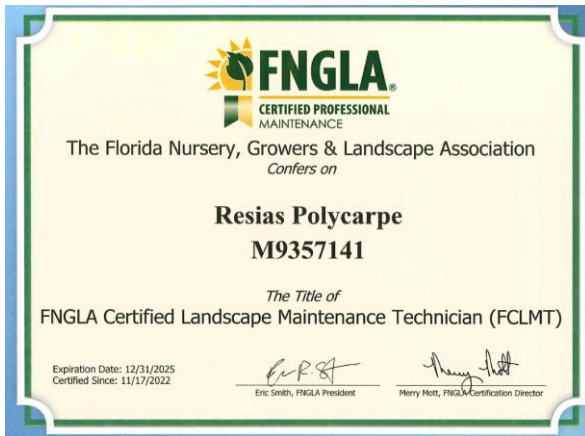 FNGLA®
CERTIFIED PROFESSIONAL
MAINTENANCE
The Florida Nursery, Growers & Landscape Association
Confers on
Resias Polycarpe
M9357141
The Title of
FNGLA Certified Landscape Maintenance Technician (FCLMT)
Expiration Date: 12/31/2025
Certified Since: 11/17/2022
Eric Smith, FNGLA President
Merry Mott, FNGLA Certification Director